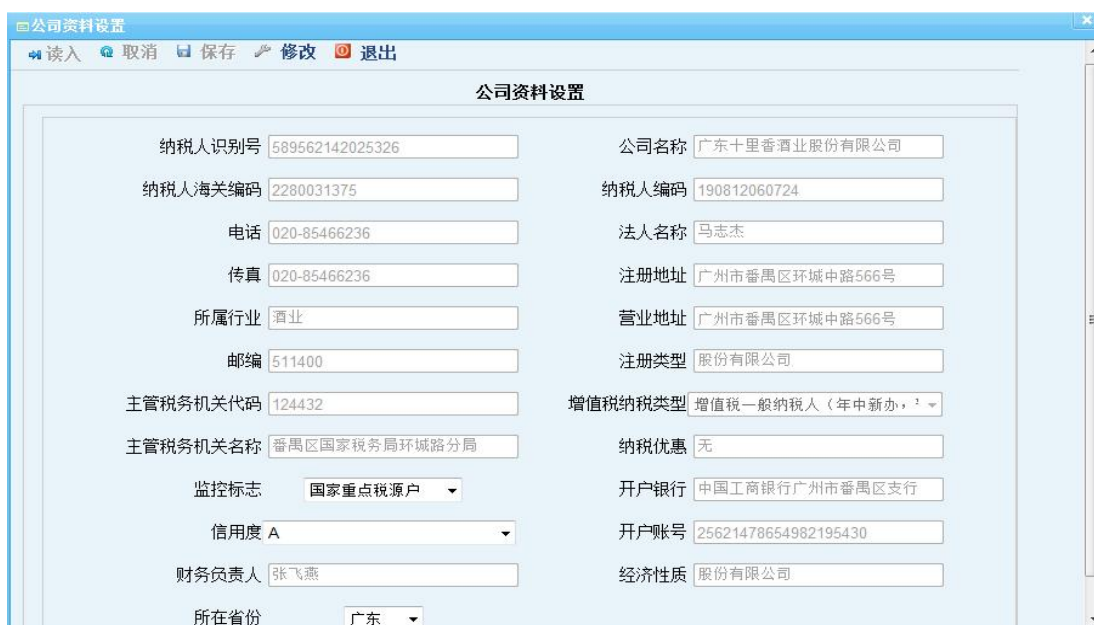 公司资料设置
读入 取消 保存 修改 退出
公司资料设置
纳税人识别号 589562142025326 公司名称 广东十里香酒业股份有限公司
纳税人海关编码 2280031375 纳税人编码 190812060724
电话 020-85466236 法人名称 马志杰
传真 020-85466236 注册地址 广州市番禺区环城中路566号
所属行业 酒业 营业地址 广州市番禺区环城中路566号
邮编 511400 注册类型 股份有限公司
主管税务机关代码 124432 增值税纳税类型 增值税一般纳税人（年中新办，
主管税务机关名称 番禺区国家税务局环城路分局 纳税优惠 无
监控标志 国家重点税源户 开户银行 中国工商银行广州市番禺区支行
信用度 A 开户账号 25621478654982195430
财务负责人 张飞燕 经济性质 股份有限公司
所在省份 广东